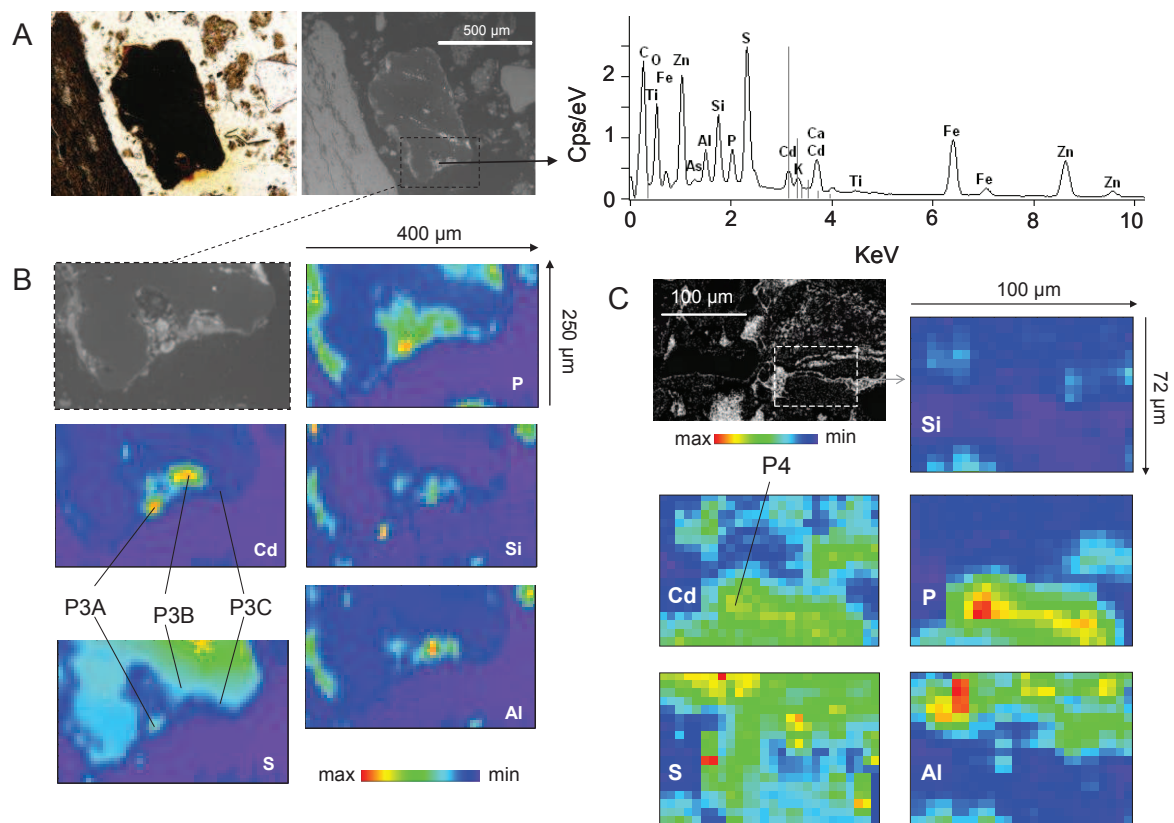 A
500 µm
Cps/eV
2
1
0
C
O
Ti
Fe
Zn
As
Al
Si
P
S
Cd
K
Ca
Cd
Ti
Fe
Fe
Zn
Zn
0 2 4 6 8 10
KeV
B
400 µm
250 µm
P
Cd
Si
P3A
P3B
P3C
S
Al
max min
C
100 µm
100 µm
72 µm
Si
max min
P4
Cd
P
S
Al